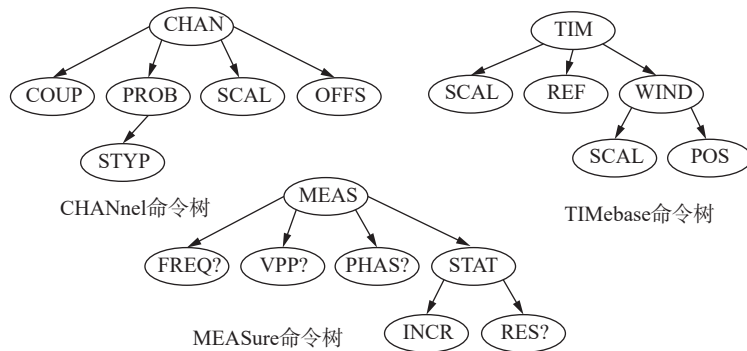 CHAN
COUP PROB SCAL OFFS
STYP
CHANnel命令树
TIM
SCAL REF WIND
SCAL POS
TIMebase命令树
MEAS
FREQ? VPP? PHAS? STAT
INCR RES?
MEASure命令树